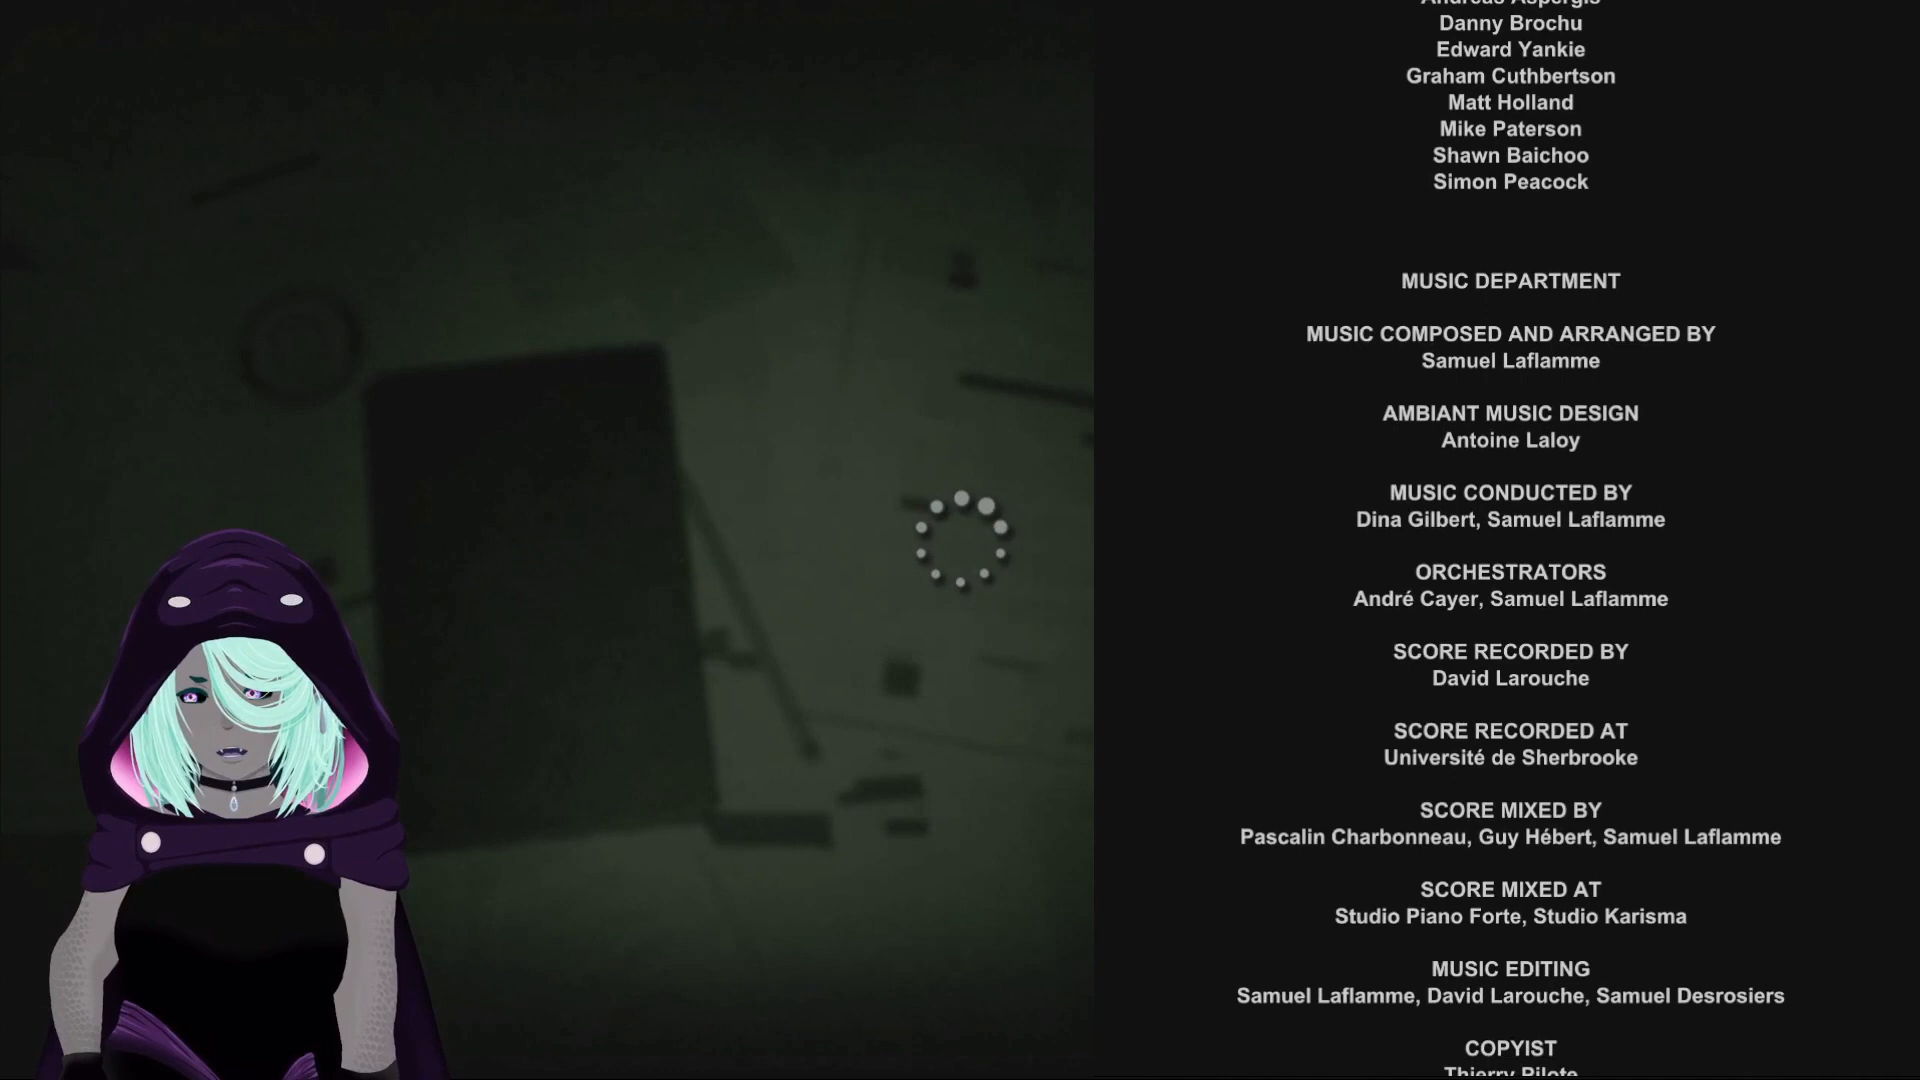 Andreas Aspergis
Danny Brochu
Edward Yankie
Graham Cuthbertson
Matt Holland
Mike Paterson
Shawn Baichoo
Simon Peacock
MUSIC DEPARTMENT
MUSIC COMPOSED AND ARRANGED BY
Samuel Laflamme
AMBIANT MUSIC DESIGN
Antoine Laloy
MUSIC CONDUCTED BY
Dina Gilbert, Samuel Laflamme
ORCHESTRATORS
André Cayer, Samuel Laflamme
SCORE RECORDED BY
David Larouche
SCORE RECORDED AT
Université de Sherbrooke
SCORE MIXED BY
Pascalin Charbonneau, Guy Hébert, Samuel Laflamme
SCORE MIXED AT
Studio Piano Forte, Studio Karisma
MUSIC EDITING
Samuel Laflamme, David Larouche, Samuel Desrosiers
COPYIST
Thierry Pilote